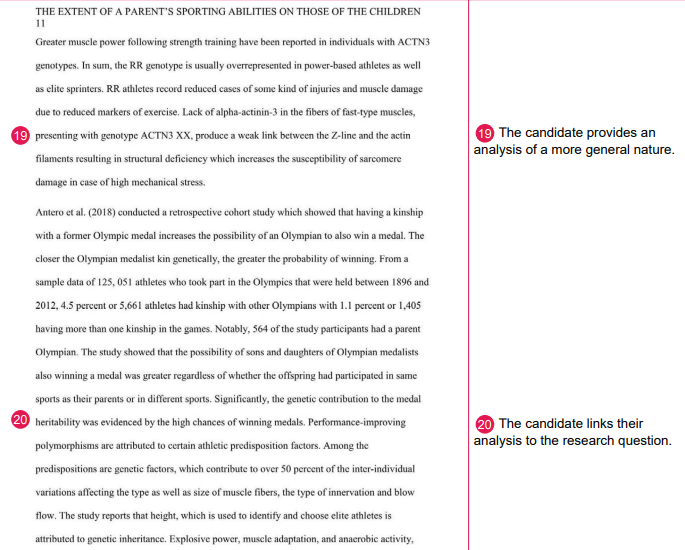 THE EXTENT OF A PARENT'S SPORTING ABILITIES ON THOSE OF THE CHILDREN
11
Greater muscle power following strength training have been reported in individuals with ACTN3
genotypes. In sum, the RR genotype is usually overrepresented in power-based athletes as well
as elite sprinters. RR athletes record reduced cases of some kind of injuries and muscle damage
due to reduced markers of exercise. Lack of alpha-actinin-3 in the fibers of fast-type muscles,
19 presenting with genotype ACTN3 XX, produce a weak link between the Z-line and the actin
filaments resulting in structural deficiency which increases the susceptibility of sarcomere
damage in case of high mechanical stress.
Antero et al. (2018) conducted a retrospective cohort study which showed that having a kinship
with a former Olympic medal increases the possibility of an Olympian to also win a medal. The
closer the Olympian medalist kin genetically, the greater the probability of winning. From a
sample data of 125, 051 athletes who took part in the Olympics that were held between 1896 and
2012, 4.5 percent or 5,661 athletes had kinship with other Olympians with 1.1 percent or 1,405
having more than one kinship in the games. Notably, 564 of the study participants had a parent
Olympian. The study showed that the possibility of sons and daughters of Olympian medalists
also winning a medal was greater regardless of whether the offspring had participated in same
sports as their parents or in different sports. Significantly, the genetic contribution to the medal
20 heritability was evidenced by the high chances of winning medals. Performance-improving
polymorphisms are attributed to certain athletic predisposition factors. Among the
predispositions are genetic factors, which contribute to over 50 percent of the inter-individual
variations affecting the type as well as size of muscle fibers, the type of innervation and blow
flow. The study reports that height, which is used to identify and choose elite athletes is
attributed to genetic inheritance. Explosive power, muscle adaptation, and anaerobic activity,
19 The candidate provides an
analysis of a more general nature.
20 The candidate links their
analysis to the research question.